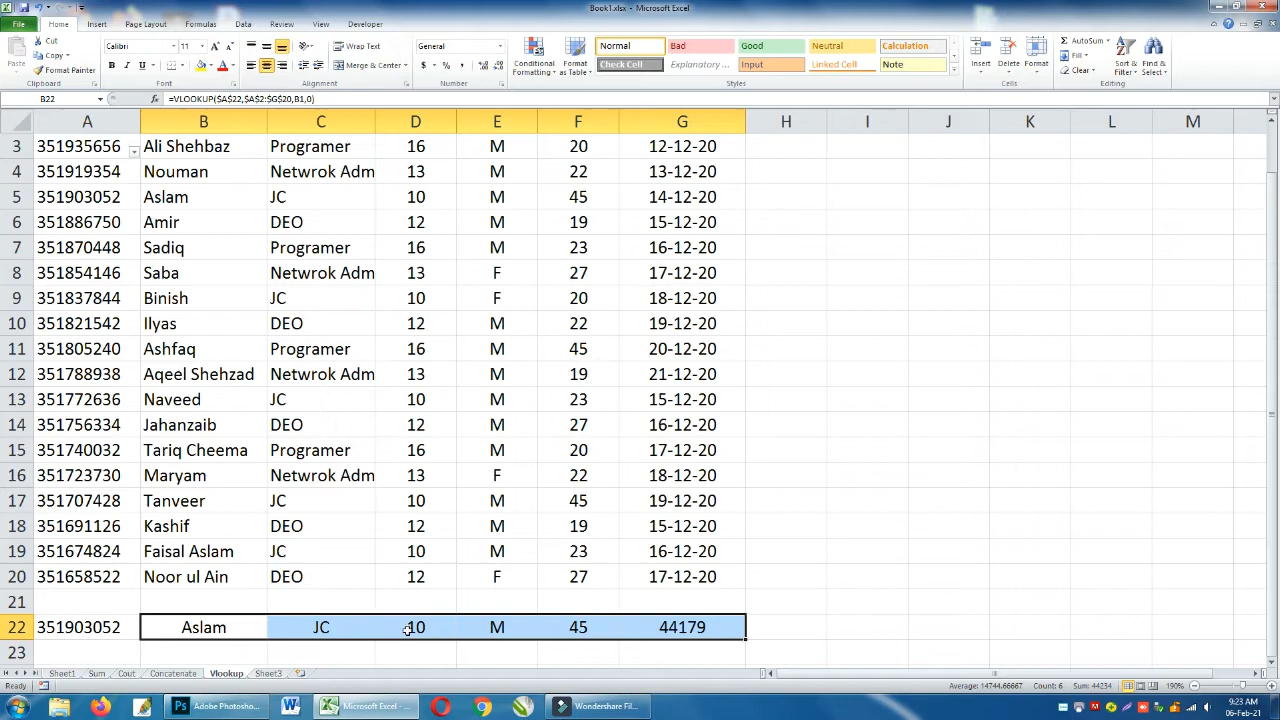 Book1.xlsx - Microsoft Excel
File Home Insert Page Layout Formulas Data Review View Developer
Paste Cut Copy Format Painter Clipboard
Calibri 11 B I U A Font
Wrap Text Merge & Center Alignment
General $ % , Number
Conditional Formatting Format as Table
Normal Bad Good Neutral Calculation
Check Cell Explanatory ... Input Linked Cell Note
Styles
Insert Delete Format Cells
AutoSum Fill Clear Sort & Filter Find & Select Editing
B22 fx =VLOOKUP($A$22,$A$2:$G$20,B1,0)
A B C D E F G H I J K L M
3 351935656 Ali Shehbaz Programer 16 M 20 12-12-20
4 351919354 Nouman Netwrok Adm 13 M 22 13-12-20
5 351903052 Aslam JC 10 M 45 14-12-20
6 351886750 Amir DEO 12 M 19 15-12-20
7 351870448 Sadiq Programer 16 M 23 16-12-20
8 351854146 Saba Netwrok Adm 13 F 27 17-12-20
9 351837844 Binish JC 10 F 20 18-12-20
10 351821542 Ilyas DEO 12 M 22 19-12-20
11 351805240 Ashfaq Programer 16 M 45 20-12-20
12 351788938 Aqeel Shehzad Netwrok Adm 13 M 19 21-12-20
13 351772636 Naveed JC 10 M 23 15-12-20
14 351756334 Jahanzaib DEO 12 M 27 16-12-20
15 351740032 Tariq Cheema Programer 16 M 20 17-12-20
16 351723730 Maryam Netwrok Adm 13 F 22 18-12-20
17 351707428 Tanveer JC 10 M 45 19-12-20
18 351691126 Kashif DEO 12 M 19 15-12-20
19 351674824 Faisal Aslam JC 10 M 23 16-12-20
20 351658522 Noor ul Ain DEO 12 F 27 17-12-20
21
22 351903052 Aslam JC 10 M 45 44179
23
Sheet1 Sum Cout Concatenate Vlookup Sheet3
Ready Average: 14744.66667 Count: 6 Sum: 44234 190%
Adobe Photosho... Microsoft Excel - ... Wondershare Fil... 9:23 AM
06-Feb-21